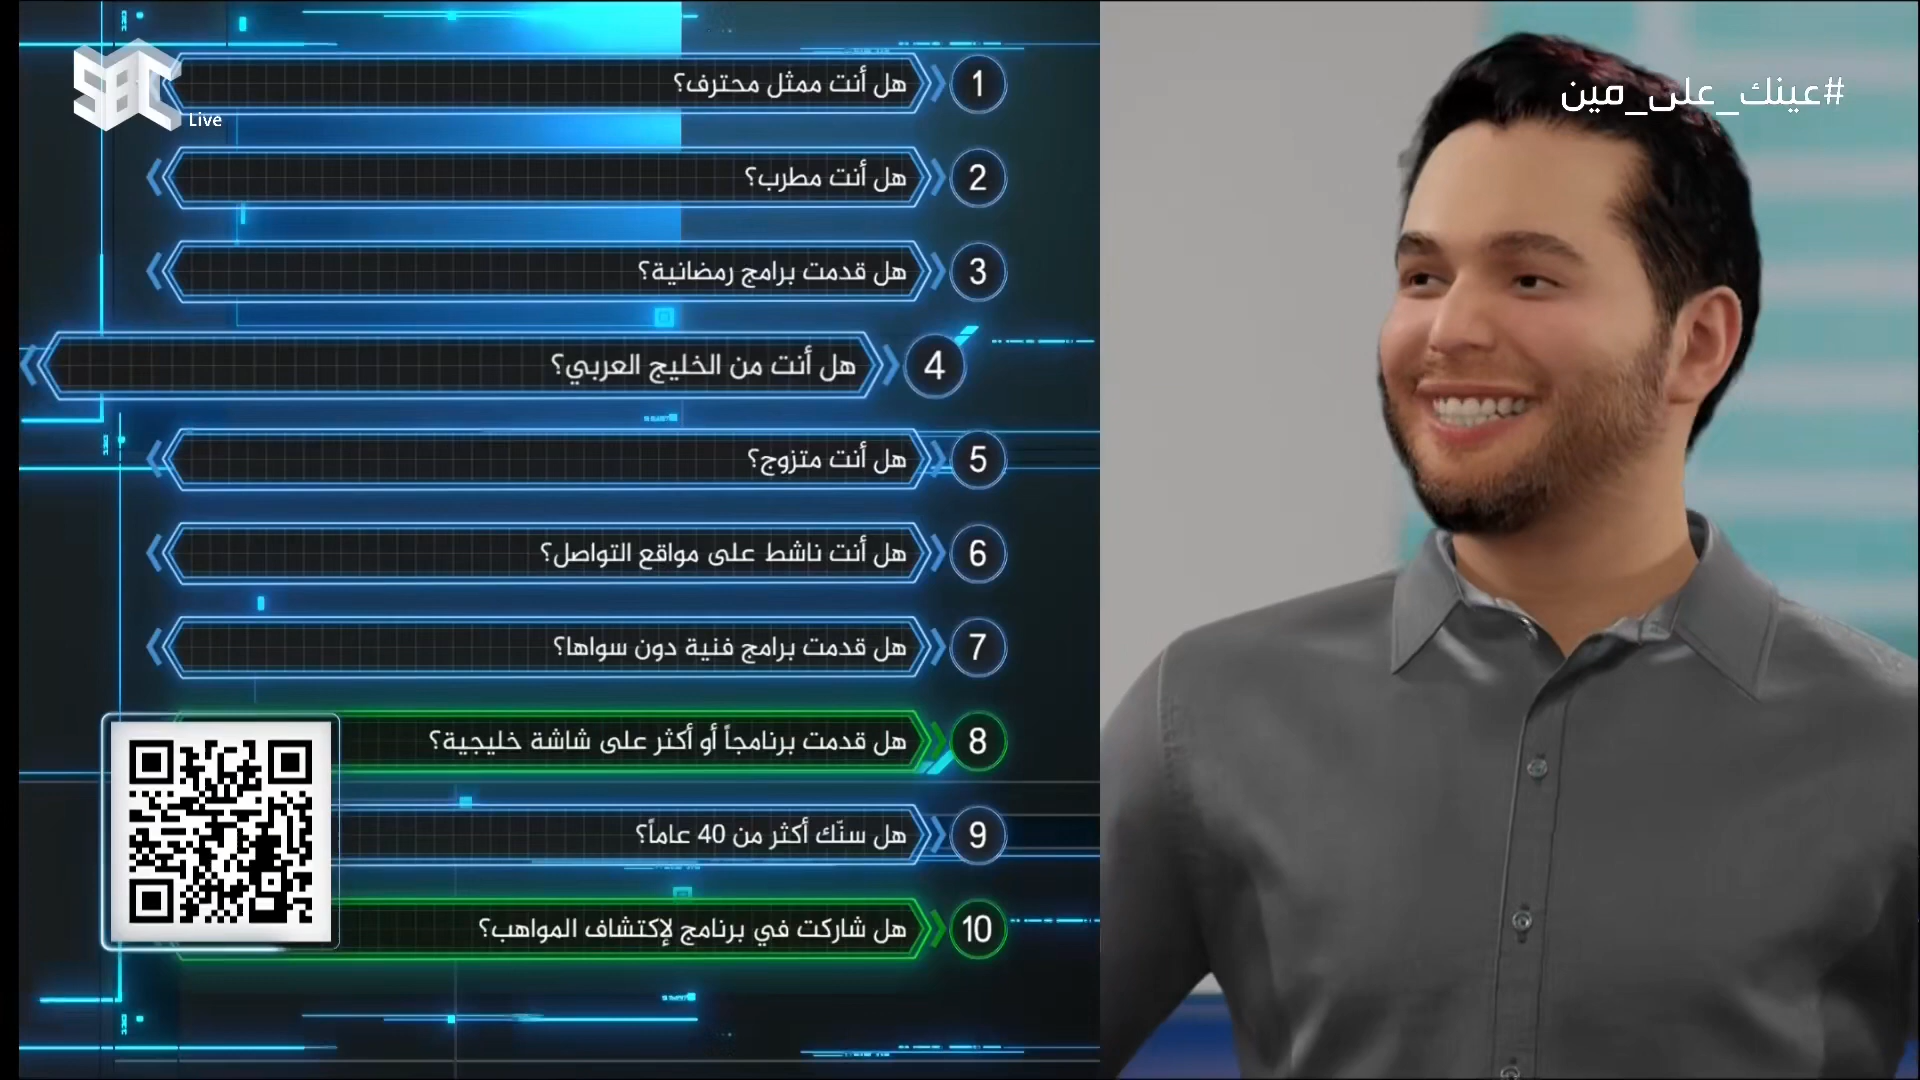 SBC
Live
#عينك_على_مين
1 هل أنت ممثل محترف؟
2 هل أنت مطرب؟
3 هل قدمت برامج رمضانية؟
4 هل أنت من الخليج العربي؟
5 هل أنت متزوج؟
6 هل أنت ناشط على مواقع التواصل؟
7 هل قدمت برامج فنية دون سواها؟
8 هل قدمت برنامجاً أو أكثر على شاشة خليجية؟
9 هل سنّك أكثر من 40 عاماً؟
10 هل شاركت في برنامج لإكتشاف المواهب؟